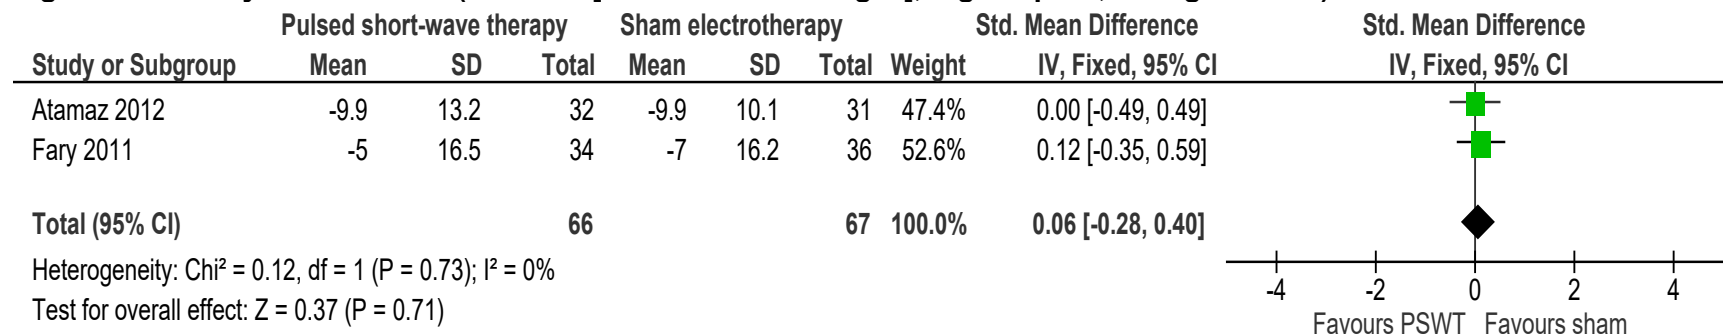 Pulsed short-wave therapy Sham electrotherapy Std. Mean Difference Std. Mean Difference
Study or Subgroup Mean SD Total Mean SD Total Weight IV, Fixed, 95% CI IV, Fixed, 95% CI
Atamaz 2012 -9.9 13.2 32 -9.9 10.1 31 47.4% 0.00 [-0.49, 0.49]
Fary 2011 -5 16.5 34 -7 16.2 36 52.6% 0.12 [-0.35, 0.59]
Total (95% CI) 66 67 100.0% 0.06 [-0.28, 0.40]
Heterogeneity: Chi² = 0.12, df = 1 (P = 0.73); I² = 0%
Test for overall effect: Z = 0.37 (P = 0.71)
-4 -2 0 2 4
Favours PSWT Favours sham